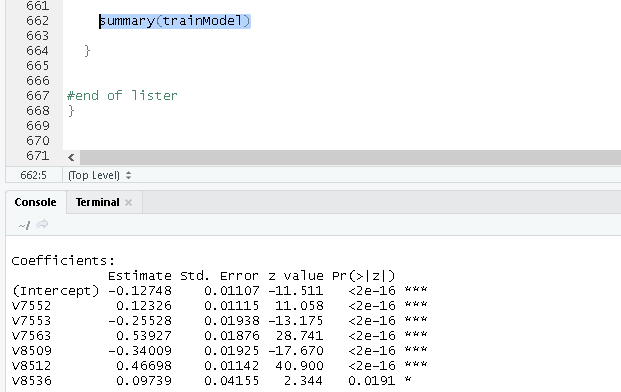 661
662 summary(trainModel)
663
664 }
665
666
667 #end of lister
668 }
669
670
671
662:5 (Top Level)
Console Terminal
~/
Coefficients:
Estimate Std. Error z value Pr(>|z|)
(Intercept) -0.12748 0.01107 -11.511 <2e-16 ***
V7552 0.12326 0.01115 11.058 <2e-16 ***
V7553 -0.25528 0.01938 -13.175 <2e-16 ***
V7563 0.53927 0.01876 28.741 <2e-16 ***
V8509 -0.34009 0.01925 -17.670 <2e-16 ***
V8512 0.46698 0.01142 40.900 <2e-16 ***
V8536 0.09739 0.04155 2.344 0.0191 *